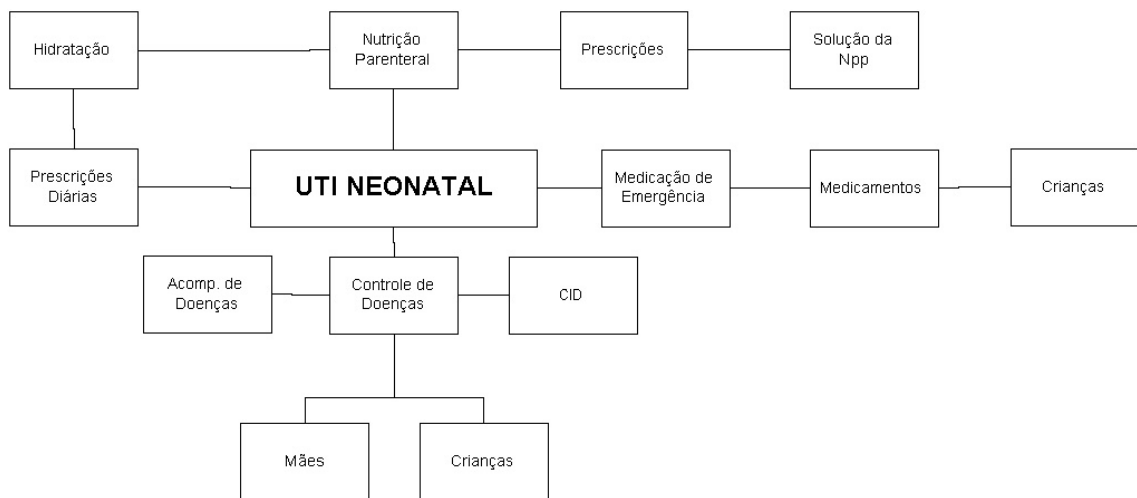 Hidratação
Nutrição
Parenteral
Prescrições
Solução da
Npp
Prescrições
Diárias
UTI NEONATAL
Medicação de
Emergência
Medicamentos
Crianças
Acomp. de
Doenças
Controle de
Doenças
CID
Mães
Crianças